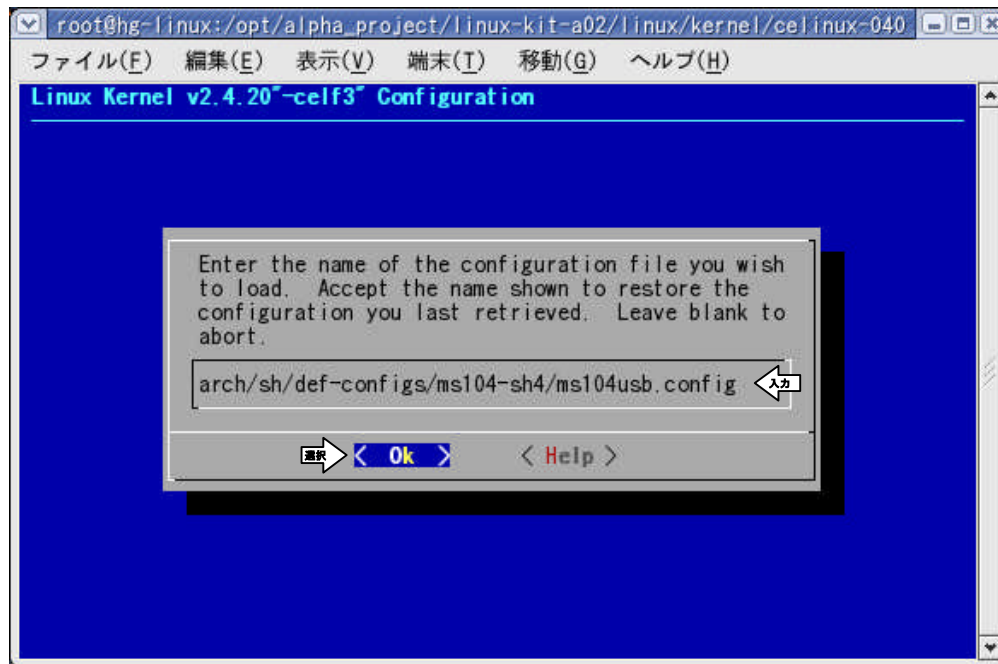 root@hg-linux:/opt/alpha_project/linux-kit-a02/linux/kernel/celinux-040
ファイル(F) 編集(E) 表示(V) 端末(T) 移動(G) ヘルプ(H)
Linux Kernel v2.4.20"-celf3" Configuration
Enter the name of the configuration file you wish
to load.  Accept the name shown to restore the
configuration you last retrieved.  Leave blank to
abort.
arch/sh/def-configs/ms104-sh4/ms104usb.config 入力
選択 < Ok > < Help >